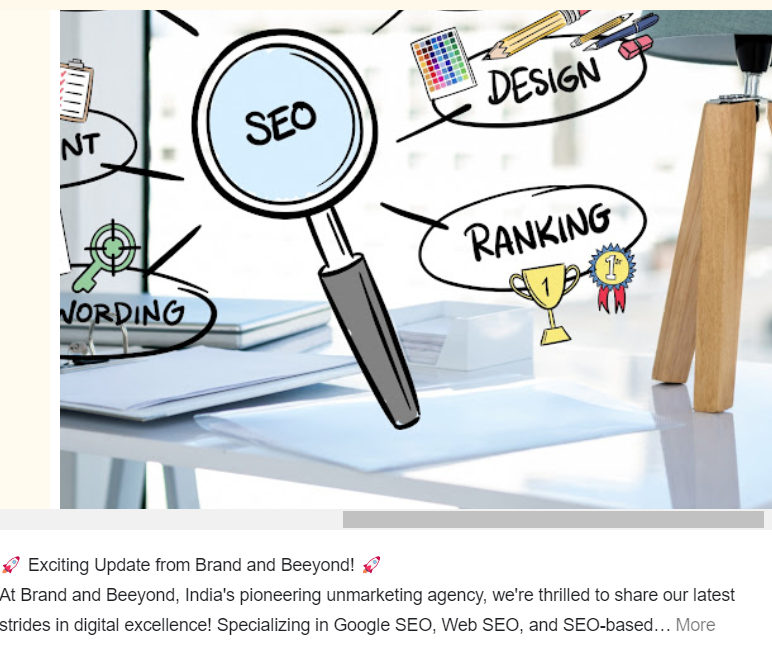 SEO
DESIGN
NT
RANKING
1
1st
WORDING
🚀 Exciting Update from Brand and Beeyond! 🚀
At Brand and Beeyond, India's pioneering unmarketing agency, we're thrilled to share our latest
strides in digital excellence! Specializing in Google SEO, Web SEO, and SEO-based… More